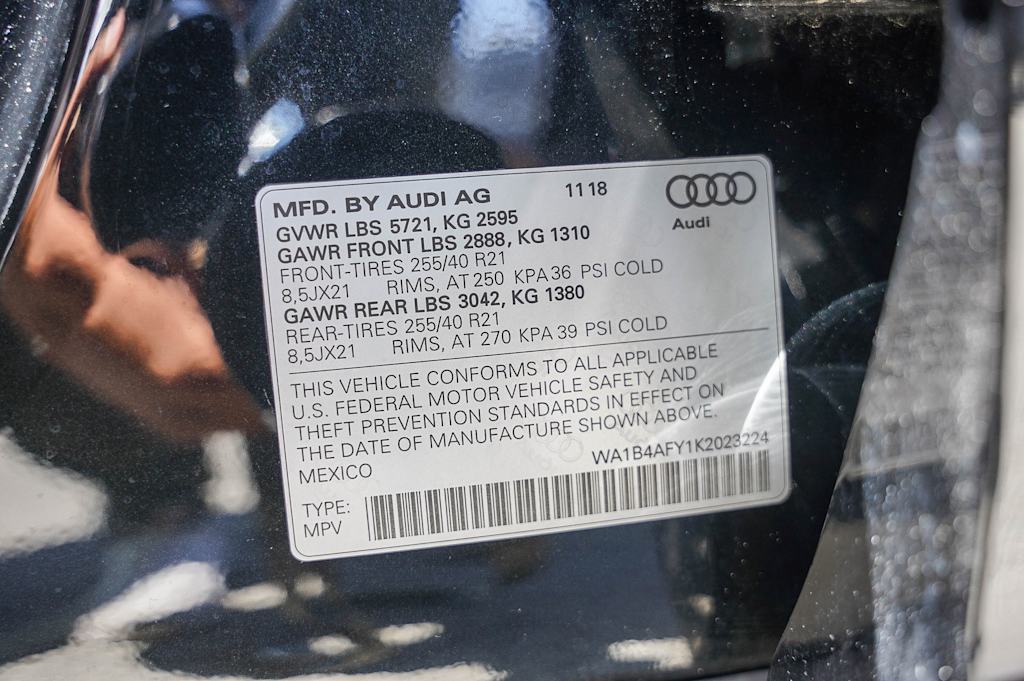 MFD. BY AUDI AG 11 18
Audi
GVWR LBS 5721, KG 2595
GAWR FRONT LBS 2888, KG 1310
FRONT-TIRES 255/40 R21
8,5JX21 RIMS, AT 250 KPA 36 PSI COLD
GAWR REAR LBS 3042, KG 1380
REAR-TIRES 255/40 R21
8,5JX21 RIMS, AT 270 KPA 39 PSI COLD
THIS VEHICLE CONFORMS TO ALL APPLICABLE
U.S. FEDERAL MOTOR VEHICLE SAFETY AND
THEFT PREVENTION STANDARDS IN EFFECT ON
THE DATE OF MANUFACTURE SHOWN ABOVE.
MEXICO WA1B4AFY1K2023224
TYPE:
MPV